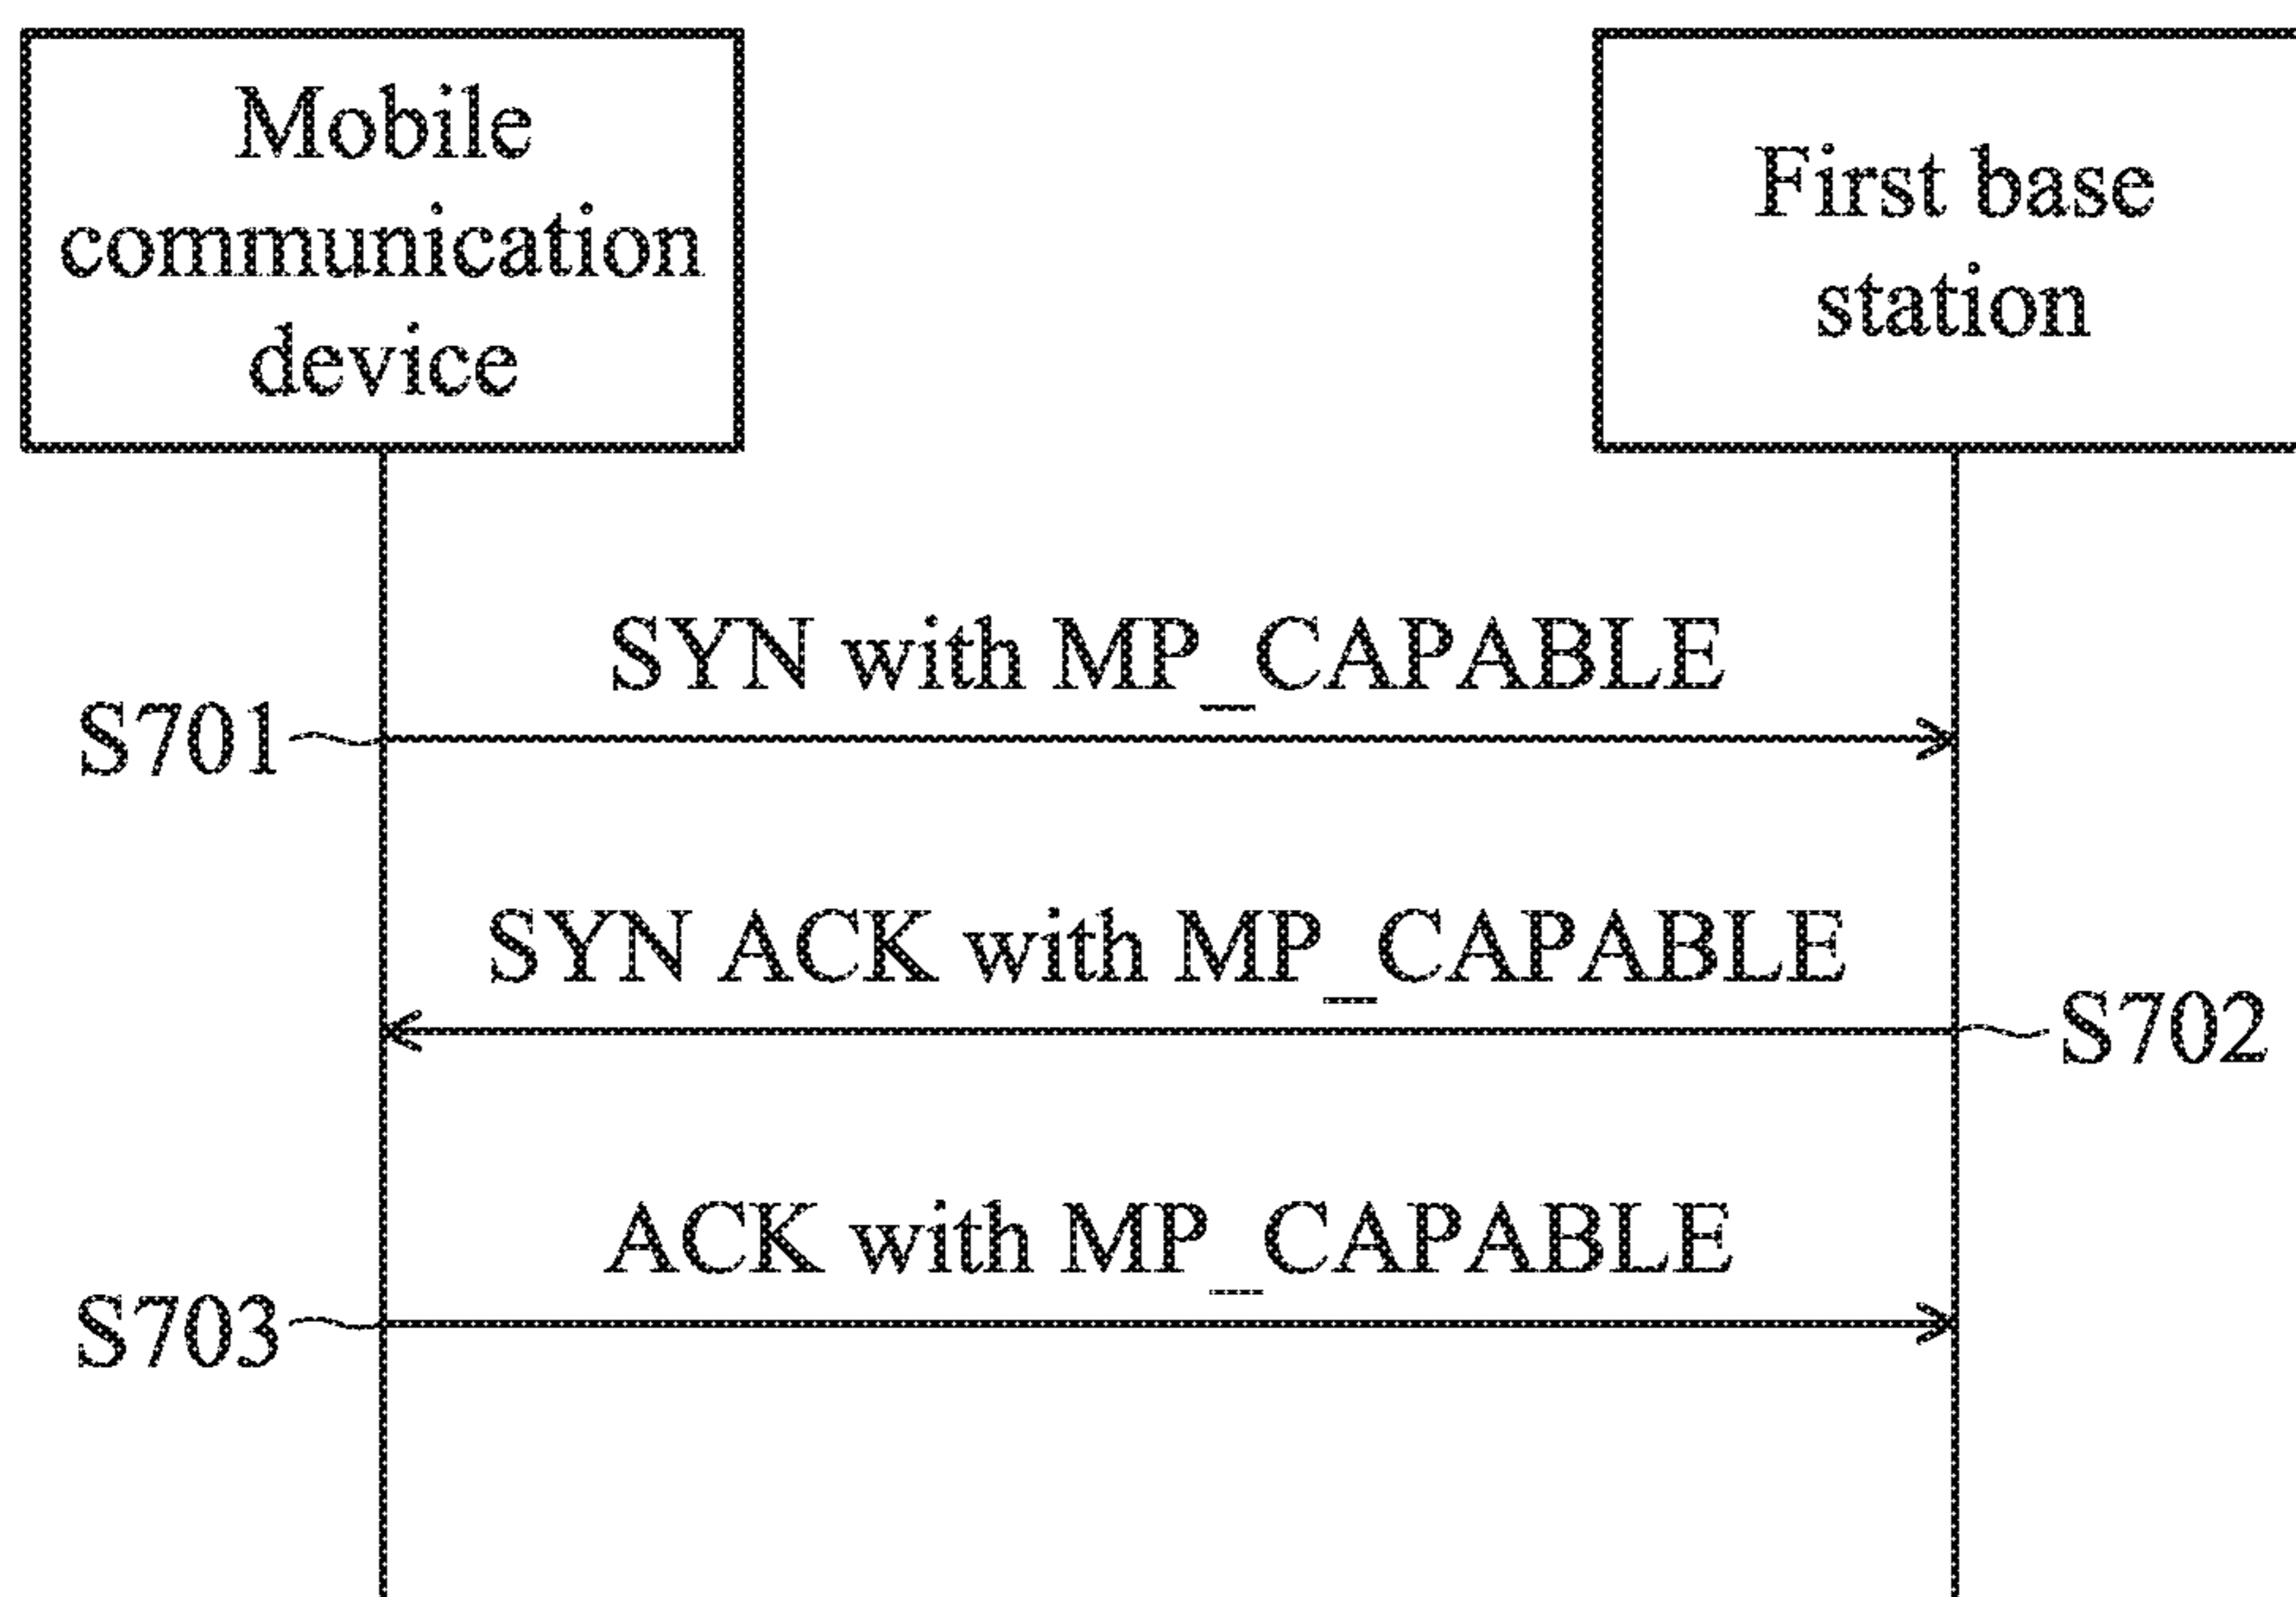 Mobile
communication
device
First base
station
SYN with MP_CAPABLE
S701
SYN ACK with MP_CAPABLE
S702
ACK with MP_CAPABLE
S703